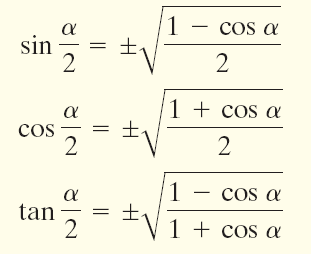 sin α/2 = ±√((1 − cos α)/2)
cos α/2 = ±√((1 + cos α)/2)
tan α/2 = ±√((1 − cos α)/(1 + cos α))